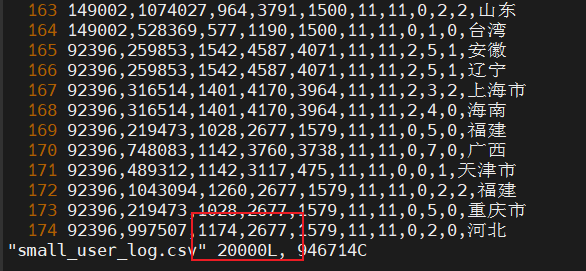 163 149002,1074027,964,3791,1500,11,11,0,2,2,山东
164 149002,528369,577,1190,1500,11,11,0,1,0,台湾
165 92396,259853,1542,4587,4071,11,11,2,5,1,安徽
166 92396,259853,1542,4587,4071,11,11,2,5,1,辽宁
167 92396,316514,1401,4170,3964,11,11,2,3,2,上海市
168 92396,316514,1401,4170,3964,11,11,2,4,0,海南
169 92396,219473,1028,2677,1579,11,11,0,5,0,福建
170 92396,748083,1142,3760,3738,11,11,0,7,0,广西
171 92396,489312,1142,3117,475,11,11,0,0,1,天津市
172 92396,1043094,1260,2677,1579,11,11,0,2,2,福建
173 92396,219473,1028,2677,1579,11,11,0,5,0,重庆市
174 92396,997507,1174,2677,1579,11,11,0,2,0,河北
"small_user_log.csv" 20000L, 946714C